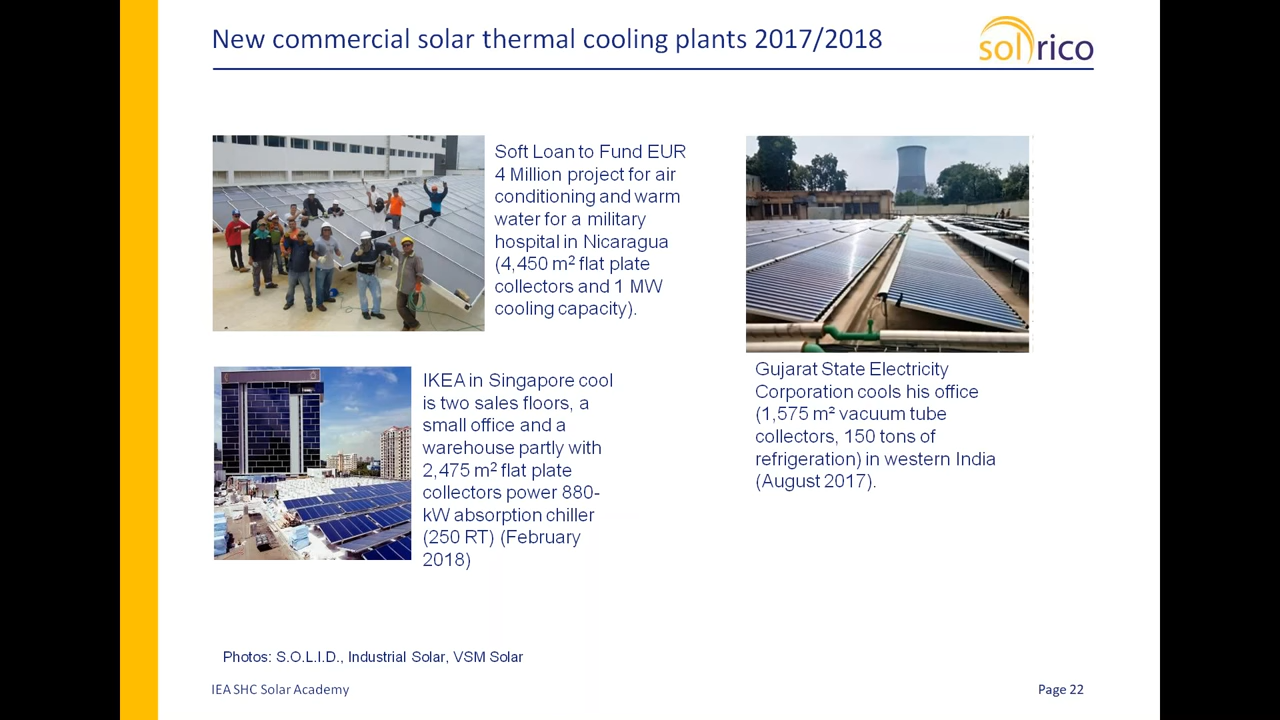 New commercial solar thermal cooling plants 2017/2018
solrico
Soft Loan to Fund EUR
4 Million project for air
conditioning and warm
water for a military
hospital in Nicaragua
(4,450 m² flat plate
collectors and 1 MW
cooling capacity).
Gujarat State Electricity
Corporation cools his office
(1,575 m² vacuum tube
collectors, 150 tons of
refrigeration) in western India
(August 2017).
IKEA in Singapore cool
is two sales floors, a
small office and a
warehouse partly with
2,475 m² flat plate
collectors power 880-
kW absorption chiller
(250 RT) (February
2018)
Photos: S.O.L.I.D., Industrial Solar, VSM Solar
IEA SHC Solar Academy
Page 22